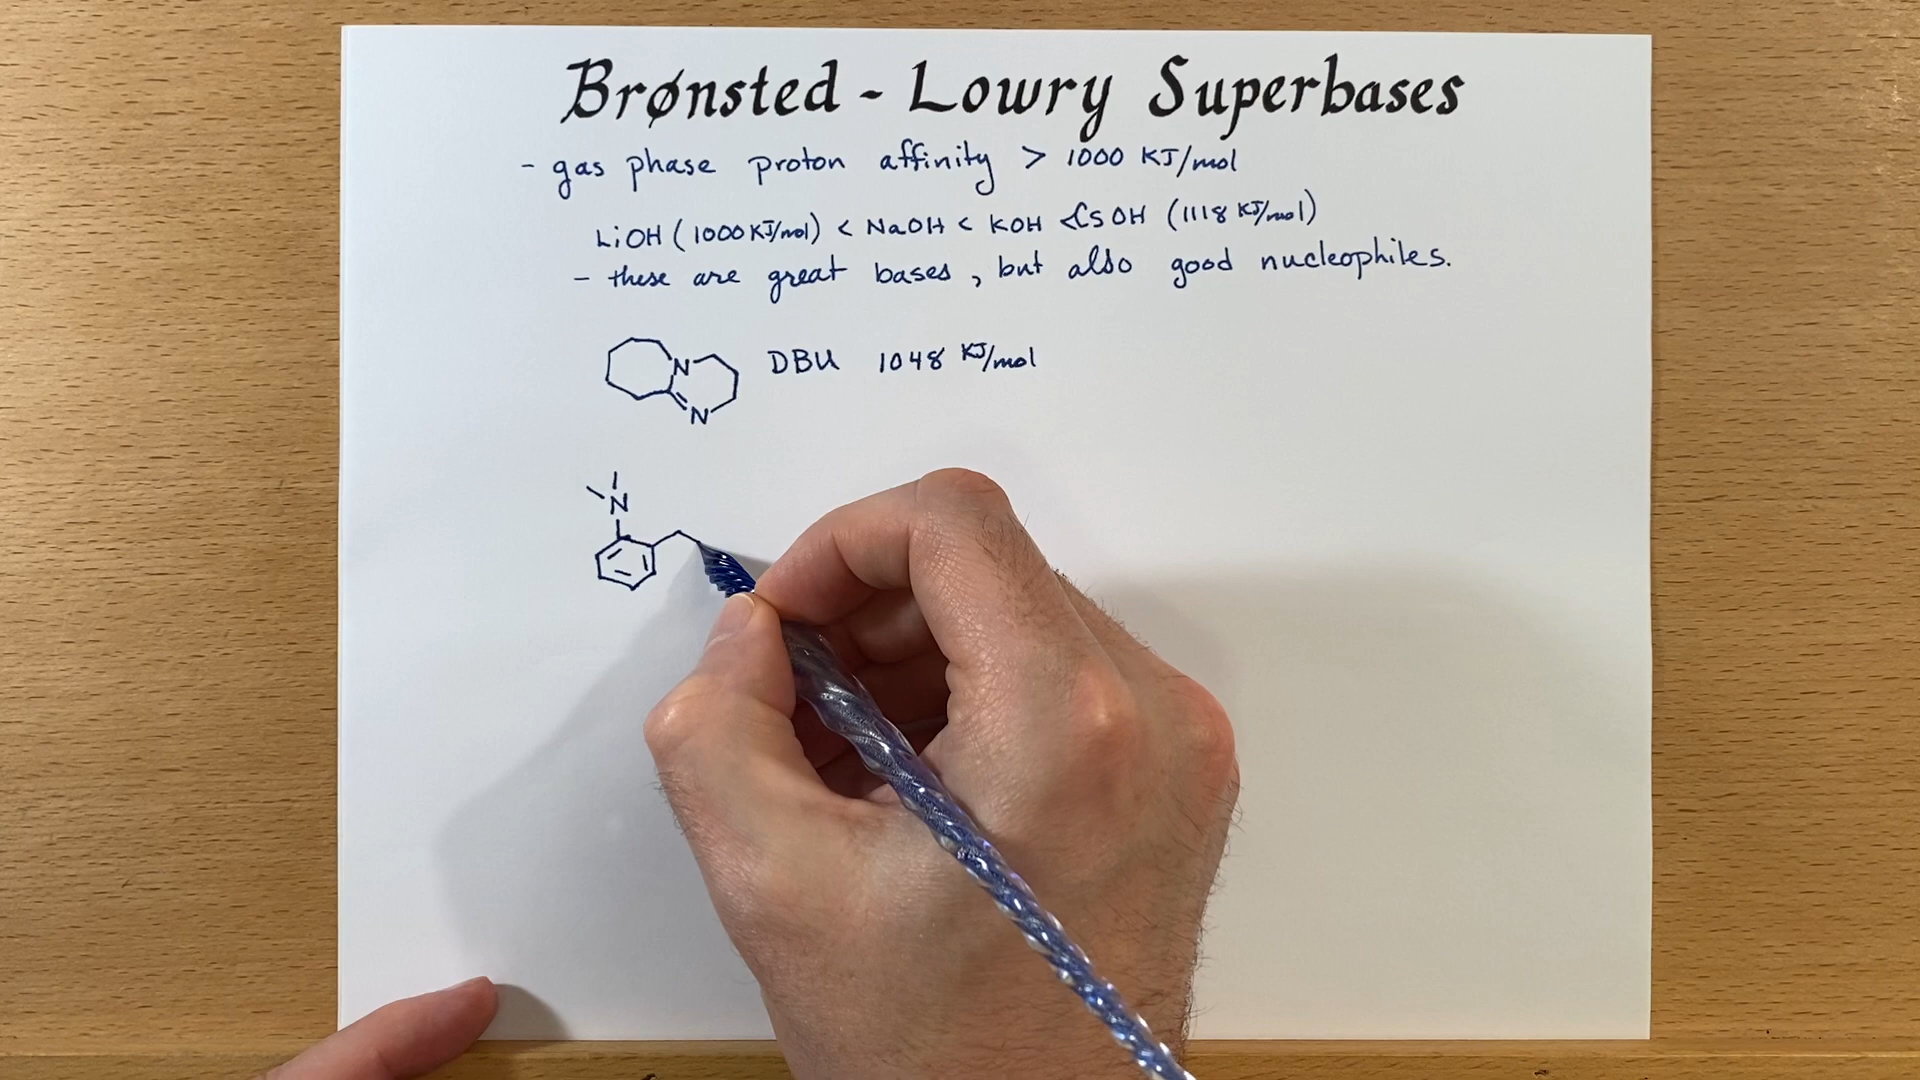 Brønsted - Lowry Superbases
- gas phase proton affinity > 1000 KJ/mol
LiOH (1000 KJ/mol) < NaOH < KOH < CsOH (1118 KJ/mol)
- these are great bases, but also good nucleophiles.
N DBU 1048 KJ/mol
N
N